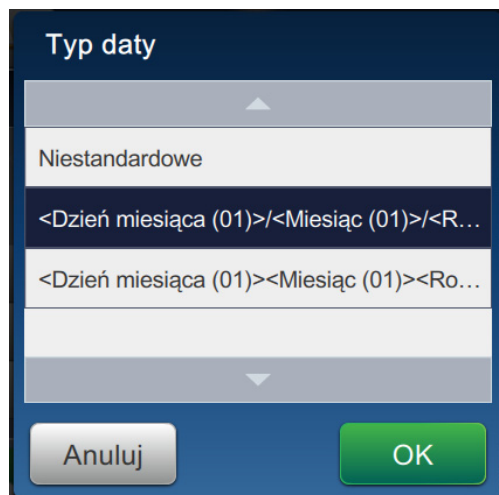 Typ daty
Niestandardowe
<Dzień miesiąca (01)>/<Miesiąc (01)>/<R...
<Dzień miesiąca (01)><Miesiąc (01)><Ro...
Anuluj OK